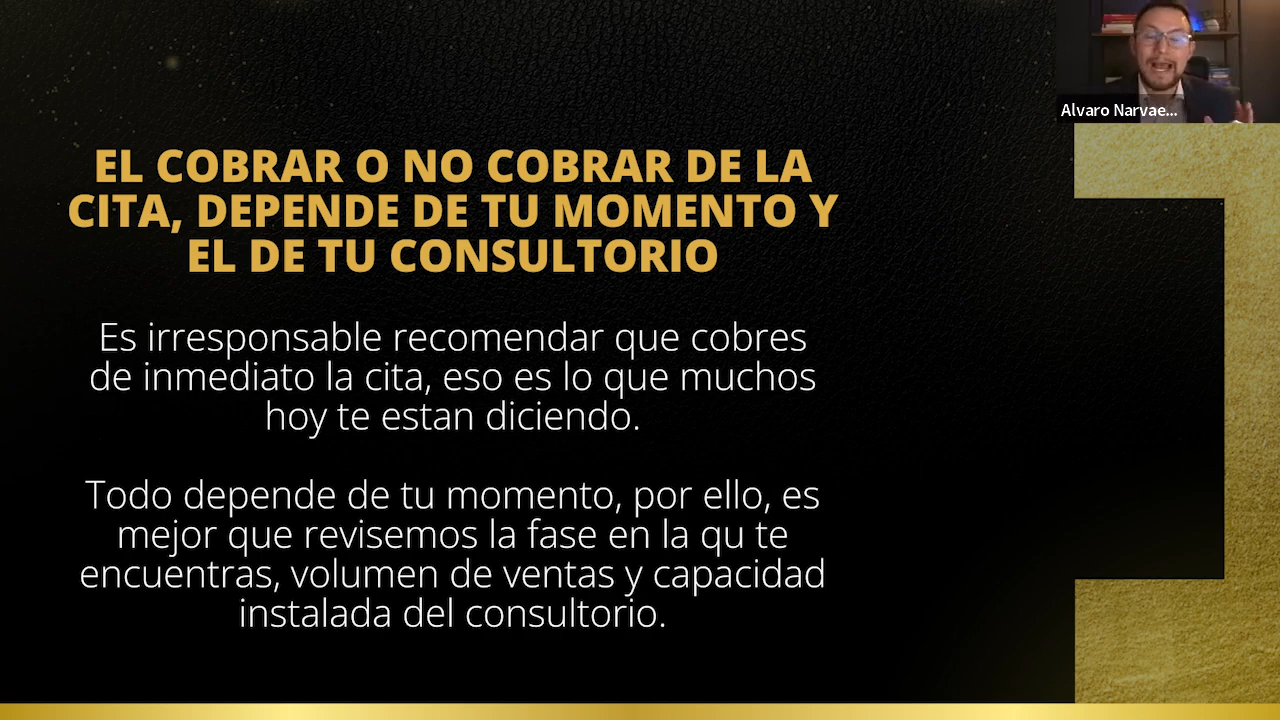 Alvaro Narvae...
EL COBRAR O NO COBRAR DE LA
CITA, DEPENDE DE TU MOMENTO Y
EL DE TU CONSULTORIO
Es irresponsable recomendar que cobres
de inmediato la cita, eso es lo que muchos
hoy te estan diciendo.
Todo depende de tu momento, por ello, es
mejor que revisemos la fase en la qu te
encuentras, volumen de ventas y capacidad
instalada del consultorio.